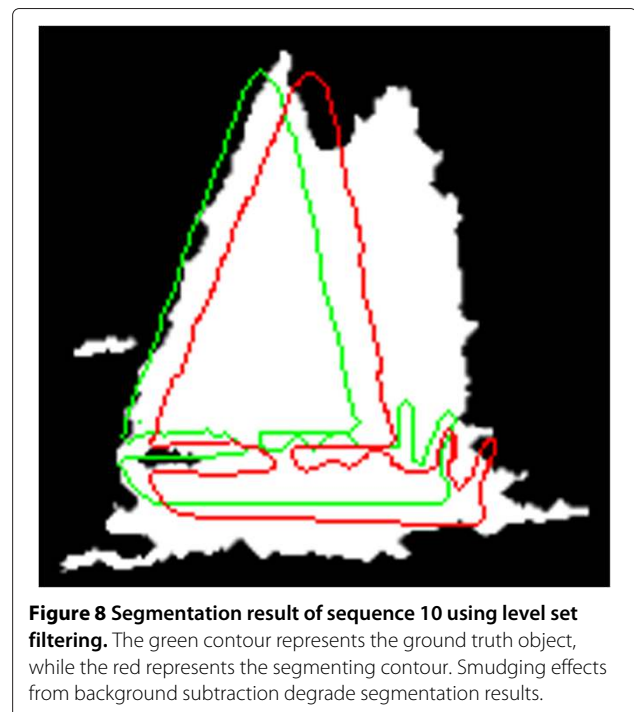 Figure 8 Segmentation result of sequence 10 using level set
filtering. The green contour represents the ground truth object,
while the red represents the segmenting contour. Smudging effects
from background subtraction degrade segmentation results.